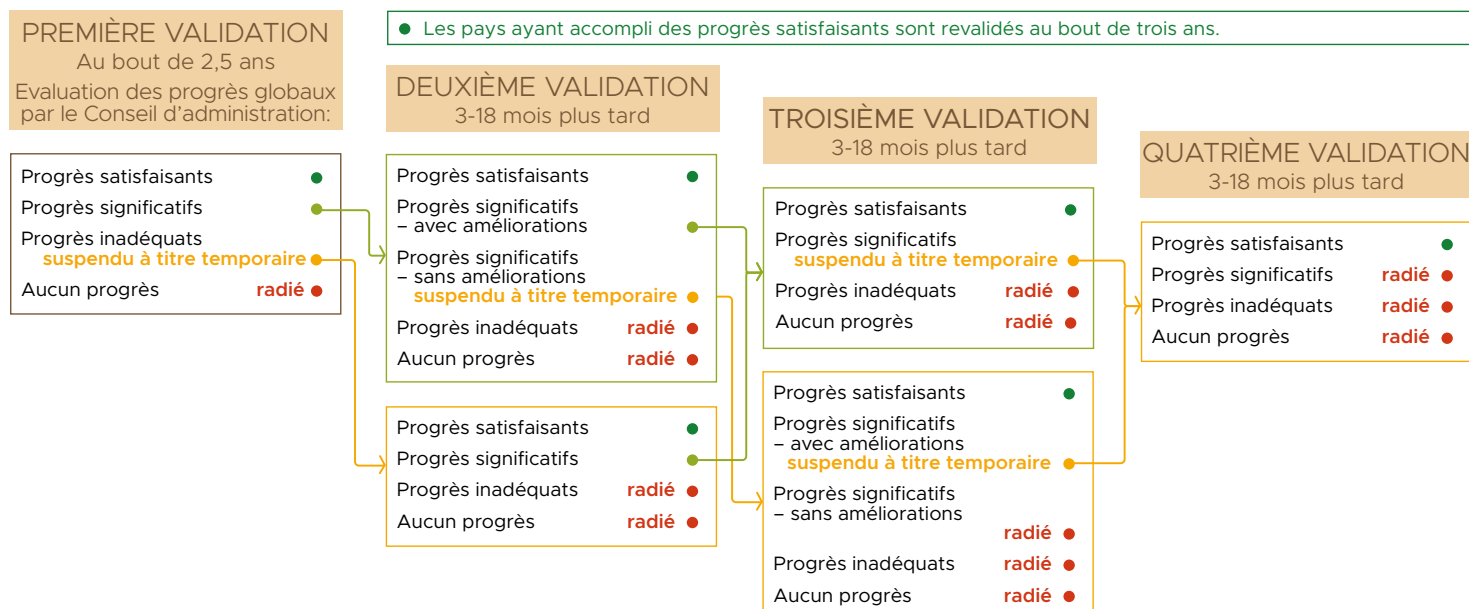 PREMIÈRE VALIDATION
Au bout de 2,5 ans
Evaluation des progrès globaux
par le Conseil d'administration:
Progrès satisfaisants
Progrès significatifs
Progrès inadéquats
suspendu à titre temporaire
Aucun progrès radié
Les pays ayant accompli des progrès satisfaisants sont revalidés au bout de trois ans.
DEUXIÈME VALIDATION
3-18 mois plus tard
Progrès satisfaisants
Progrès significatifs
– avec améliorations
Progrès significatifs
– sans améliorations
suspendu à titre temporaire
Progrès inadéquats radié
Aucun progrès radié
Progrès satisfaisants
Progrès significatifs
Progrès inadéquats radié
Aucun progrès radié
TROISIÈME VALIDATION
3-18 mois plus tard
Progrès satisfaisants
Progrès significatifs
suspendu à titre temporaire
Progrès inadéquats radié
Aucun progrès radié
Progrès satisfaisants
Progrès significatifs
– avec améliorations
suspendu à titre temporaire
Progrès significatifs
– sans améliorations
radié
Progrès inadéquats radié
Aucun progrès radié
QUATRIÈME VALIDATION
3-18 mois plus tard
Progrès satisfaisants
Progrès significatifs radié
Progrès inadéquats radié
Aucun progrès radié